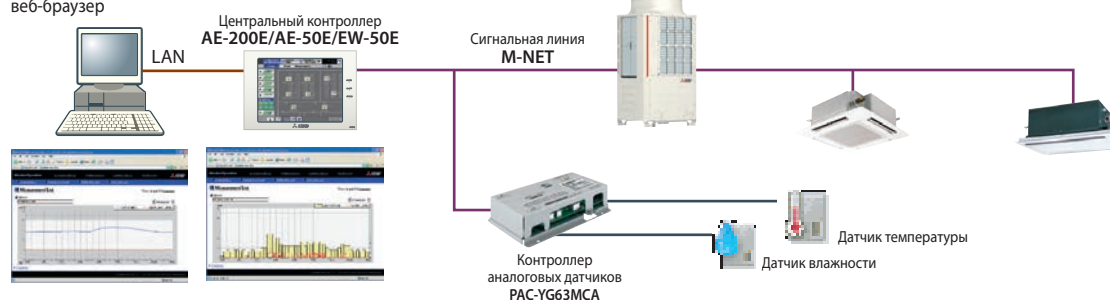 веб-браузер
Центральный контроллер
AE-200E/AE-50E/EW-50E
LAN
Сигнальная линия
M-NET
Датчик температуры
Датчик влажности
Контроллер
аналоговых датчиков
PAC-YG63MCA